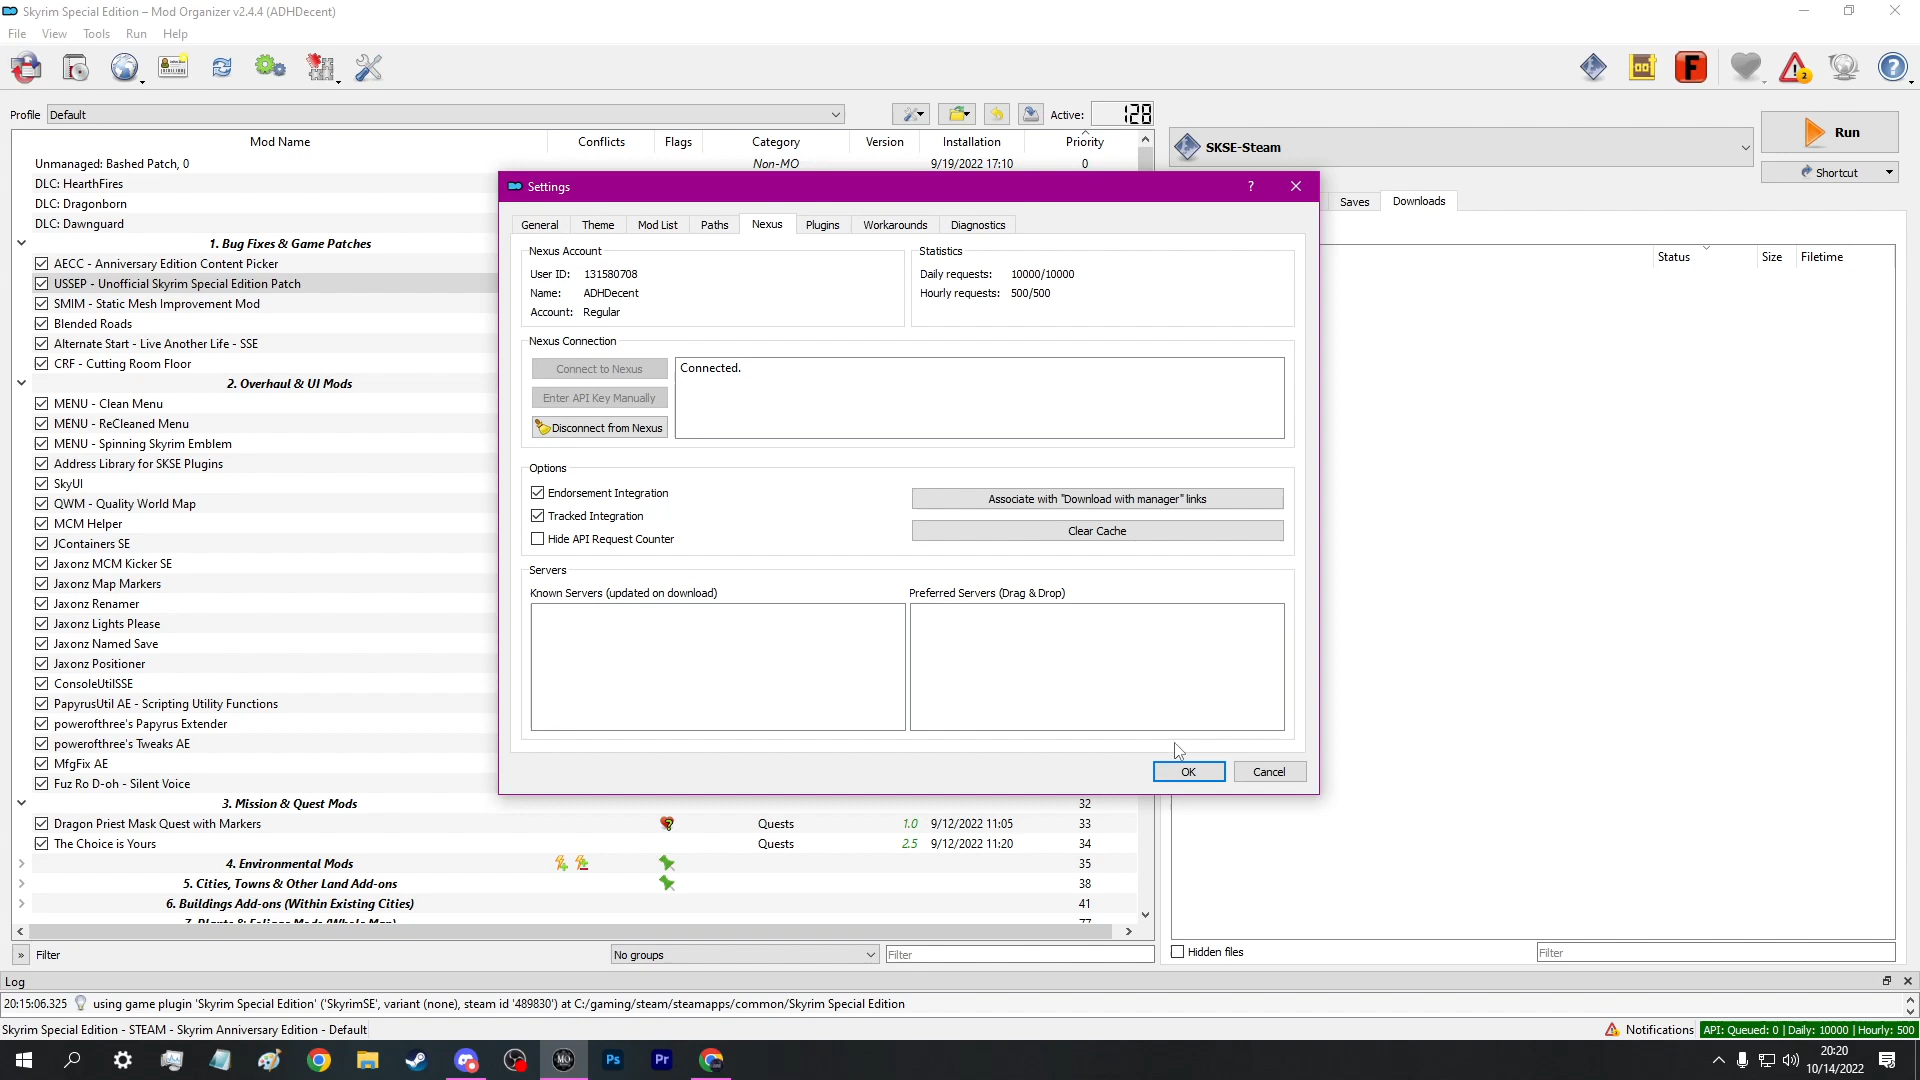 Skyrim Special Edition – Mod Organizer v2.4.4 (ADHDecent)
File View Tools Run Help
Profile Default Active: 128
Mod Name Conflicts Flags Category Version Installation Priority
Unmanaged: Bashed Patch, 0 Non-MO 9/19/2022 17:10 0
DLC: HearthFires
DLC: Dragonborn
DLC: Dawnguard
1. Bug Fixes & Game Patches
AECC - Anniversary Edition Content Picker
USSEP - Unofficial Skyrim Special Edition Patch
SMIM - Static Mesh Improvement Mod
Blended Roads
Alternate Start - Live Another Life - SSE
CRF - Cutting Room Floor
2. Overhaul & UI Mods
MENU - Clean Menu
MENU - ReCleaned Menu
MENU - Spinning Skyrim Emblem
Address Library for SKSE Plugins
SkyUI
QWM - Quality World Map
MCM Helper
JContainers SE
Jaxonz MCM Kicker SE
Jaxonz Map Markers
Jaxonz Renamer
Jaxonz Lights Please
Jaxonz Named Save
Jaxonz Positioner
ConsoleUtilSSE
PapyrusUtil AE - Scripting Utility Functions
powerofthree's Papyrus Extender
powerofthree's Tweaks AE
MfgFix AE
Fuz Ro D-oh - Silent Voice
3. Mission & Quest Mods 32
Dragon Priest Mask Quest with Markers Quests 1.0 9/12/2022 11:05 33
The Choice is Yours Quests 2.5 9/12/2022 11:20 34
4. Environmental Mods 35
5. Cities, Towns & Other Land Add-ons 38
6. Buildings Add-ons (Within Existing Cities) 41
7. Plants & Foliage Mods (Whole Map) 77
» Filter No groups Filter
Settings ?
General Theme Mod List Paths Nexus Plugins Workarounds Diagnostics
Nexus Account
User ID: 131580708
Name: ADHDecent
Account: Regular
Statistics
Daily requests: 10000/10000
Hourly requests: 500/500
Nexus Connection
Connect to Nexus
Enter API Key Manually
Disconnect from Nexus
Connected.
Options
Endorsement Integration
Tracked Integration
Hide API Request Counter
Associate with "Download with manager" links
Clear Cache
Servers
Known Servers (updated on download) Preferred Servers (Drag & Drop)
OK Cancel
SKSE-Steam
Run
Shortcut
Saves Downloads
Status Size Filetime
Hidden files Filter
Log
20:15:06.325 using game plugin 'Skyrim Special Edition' ('SkyrimSE', variant (none), steam id '489830') at C:/gaming/steam/steamapps/common/Skyrim Special Edition
Skyrim Special Edition - STEAM - Skyrim Anniversary Edition - Default Notifications API: Queued: 0 | Daily: 10000 | Hourly: 500
MO Ps Pr
20:20
10/14/2022